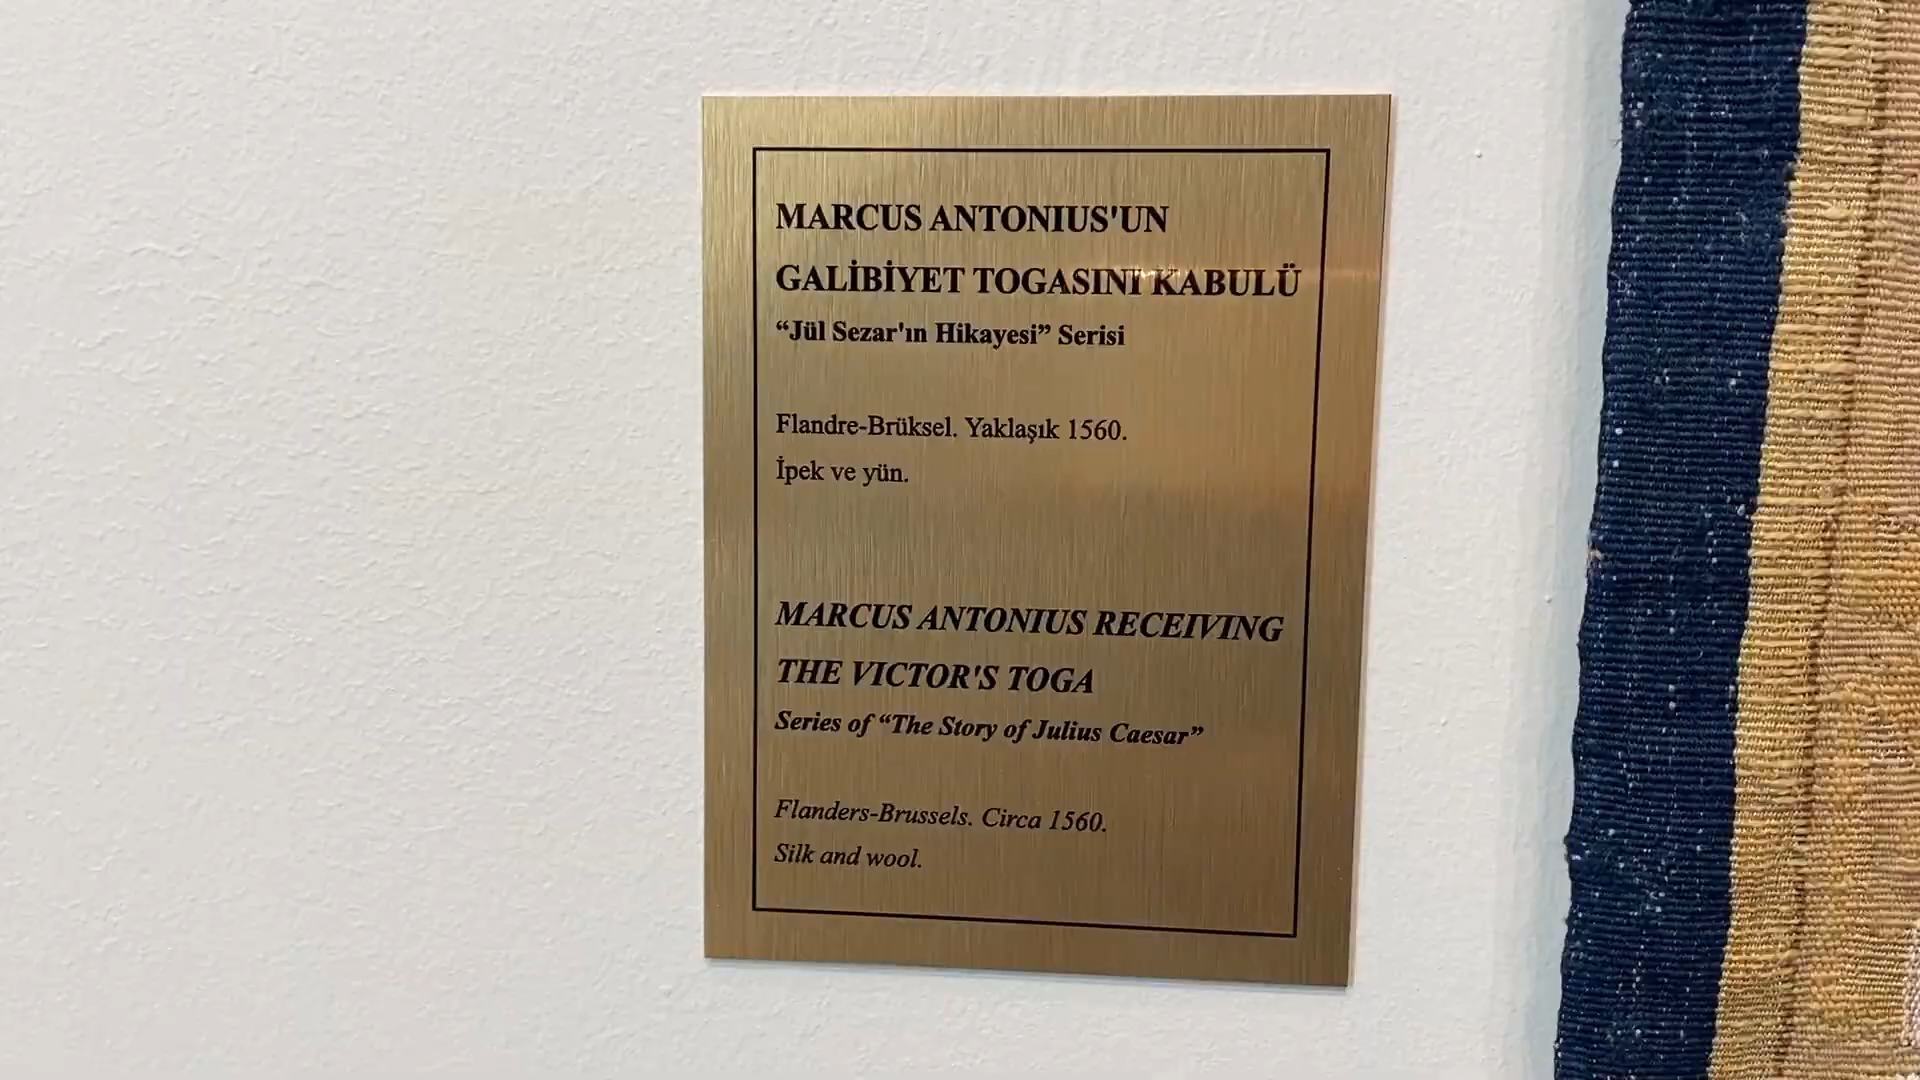 MARCUS ANTONIUS'UN
GALİBİYET TOGASINI KABULÜ
“Jül Sezar'ın Hikayesi” Serisi
Flandre-Brüksel. Yaklaşık 1560.
İpek ve yün.
MARCUS ANTONIUS RECEIVING
THE VICTOR'S TOGA
Series of “The Story of Julius Caesar”
Flanders-Brussels. Circa 1560.
Silk and wool.